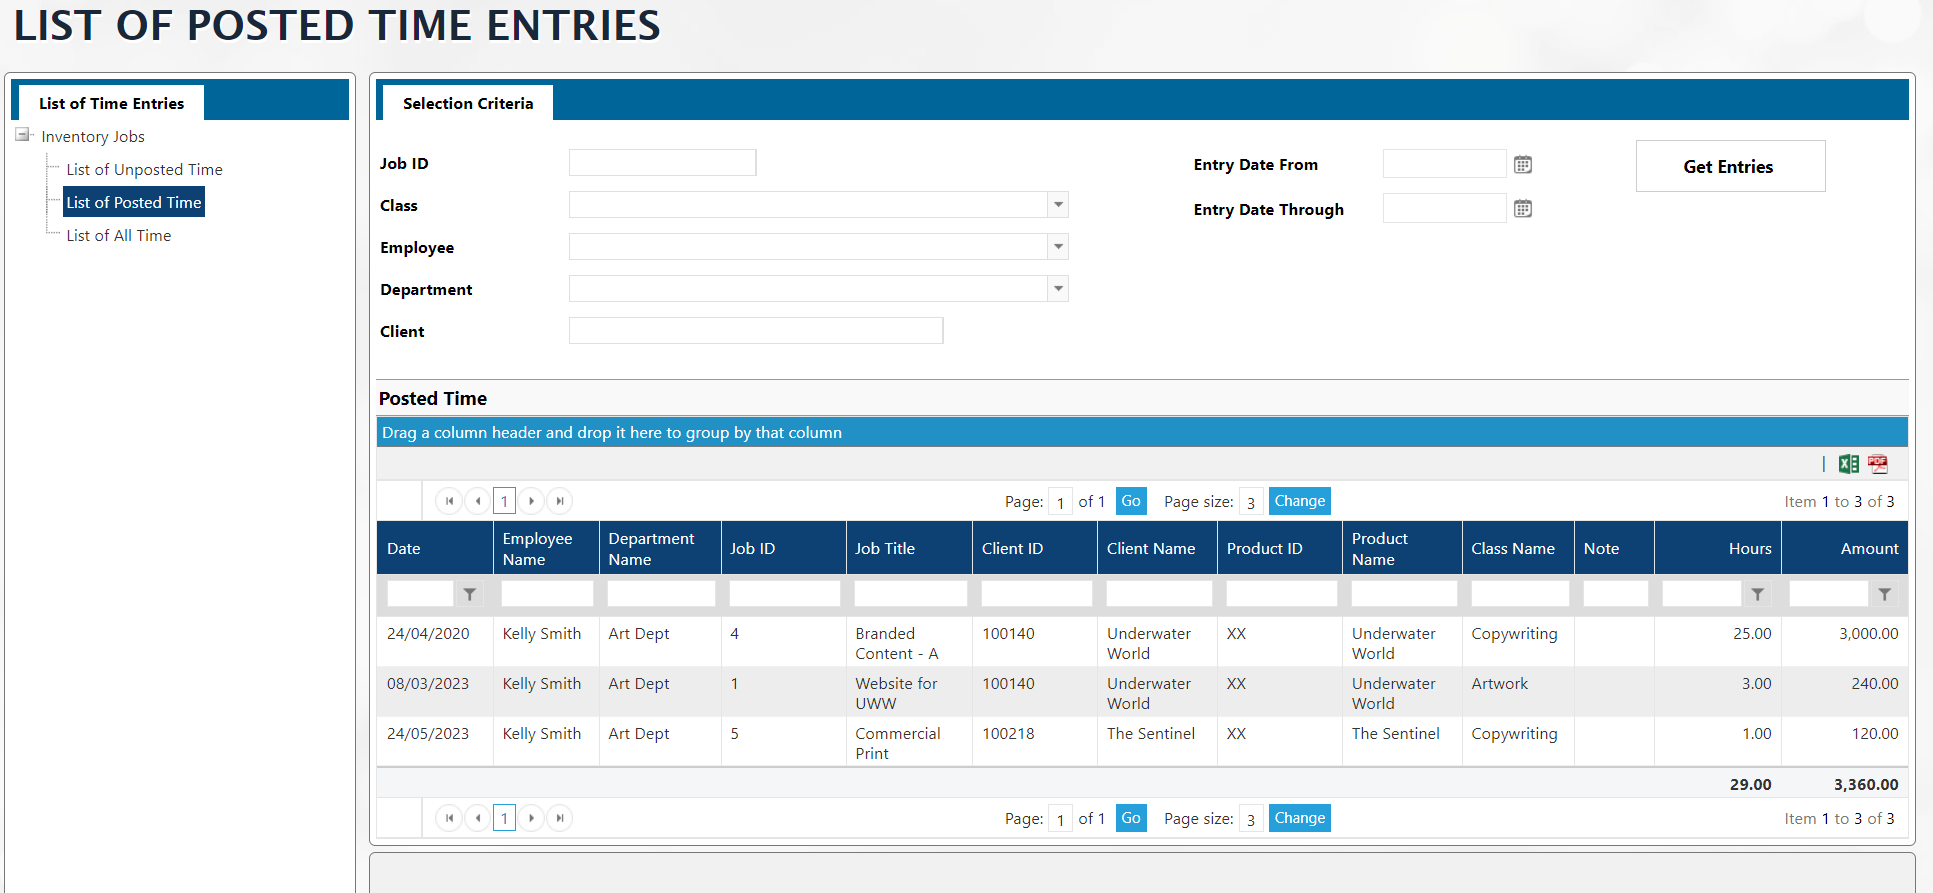 LIST OF POSTED TIME ENTRIES
List of Time Entries
Inventory Jobs
List of Unposted Time
List of Posted Time
List of All Time
Selection Criteria
Job ID
Class
Employee
Department
Client
Entry Date From
Entry Date Through
Get Entries
Posted Time
Drag a column header and drop it here to group by that column
1 Page: 1 of 1 Go Page size: 3 Change Item 1 to 3 of 3
Date Employee Name Department Name Job ID Job Title Client ID Client Name Product ID Product Name Class Name Note Hours Amount
24/04/2020 Kelly Smith Art Dept 4 Branded Content - A 100140 Underwater World XX Underwater World Copywriting 25.00 3,000.00
08/03/2023 Kelly Smith Art Dept 1 Website for UWW 100140 Underwater World XX Underwater World Artwork 3.00 240.00
24/05/2023 Kelly Smith Art Dept 5 Commercial Print 100218 The Sentinel XX The Sentinel Copywriting 1.00 120.00
29.00 3,360.00
1 Page: 1 of 1 Go Page size: 3 Change Item 1 to 3 of 3